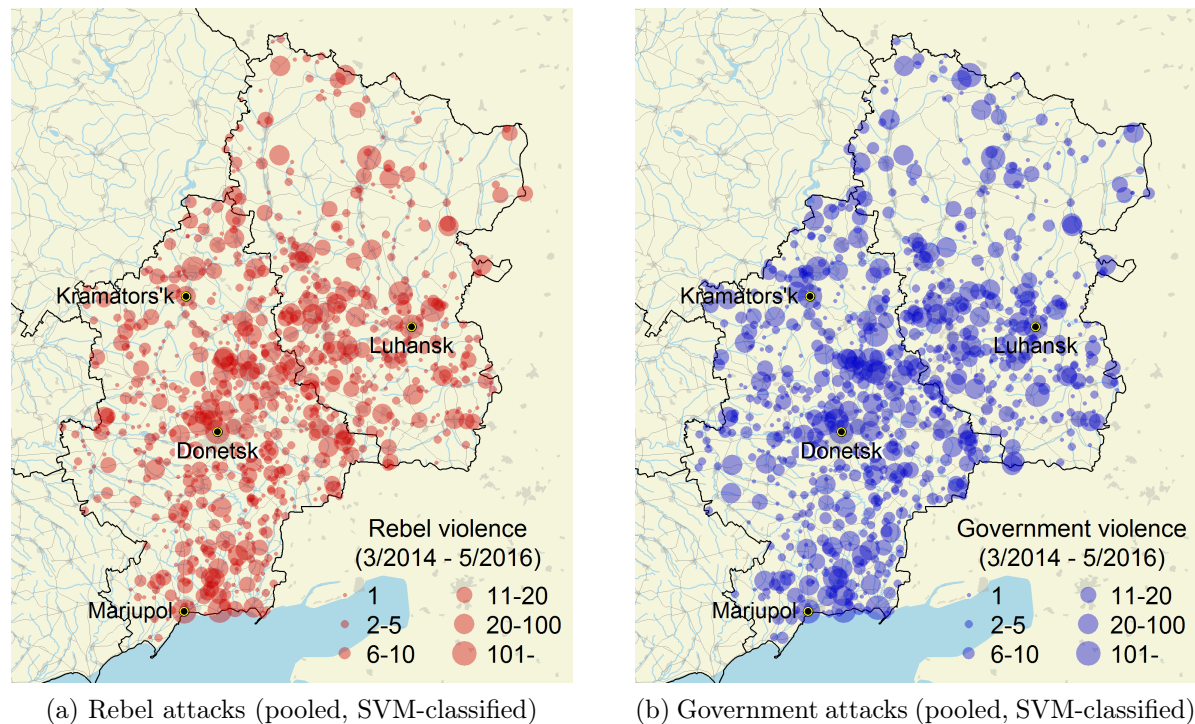 Kramators'k
Luhansk
Donetsk
Marjupol
Rebel violence
(3/2014 - 5/2016)
1
11-20
2-5
20-100
6-10
101-
(a) Rebel attacks (pooled, SVM-classified)
Kramators'k
Luhansk
Donetsk
Marjupol
Government violence
(3/2014 - 5/2016)
1
11-20
2-5
20-100
6-10
101-
(b) Government attacks (pooled, SVM-classified)